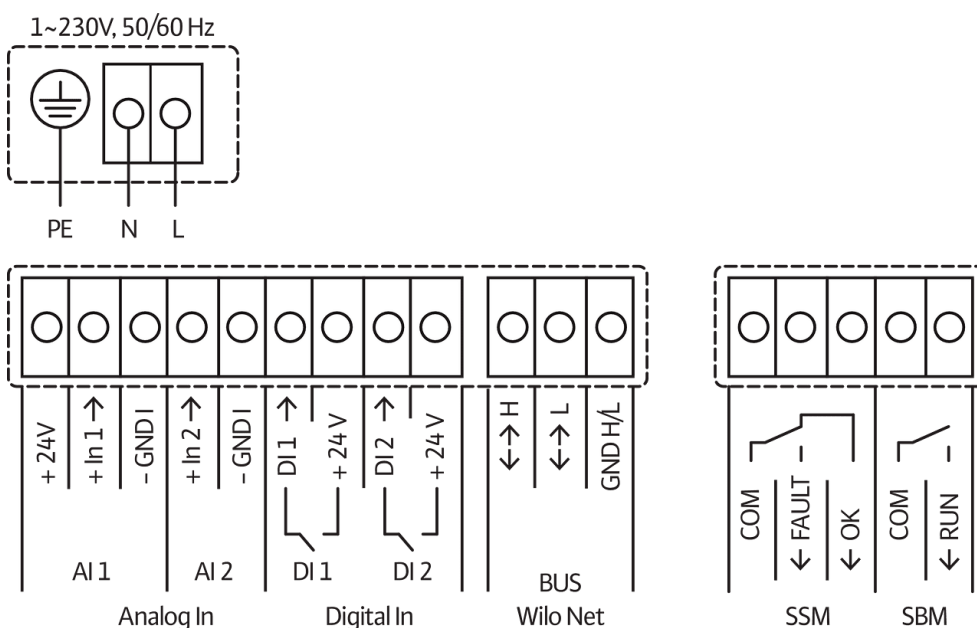 1~230V, 50/60 Hz
PE N L
+ 24V
+ In 1 →
- GND I
+ In 2 →
- GND I
DI 1 →
+ 24 V
DI 2 →
+ 24 V
↔ H
↔ L
GND H/L
COM
← FAULT
← OK
COM
← RUN
AI 1 AI 2 DI 1 DI 2 BUS
Analog In Digital In Wilo Net SSM SBM